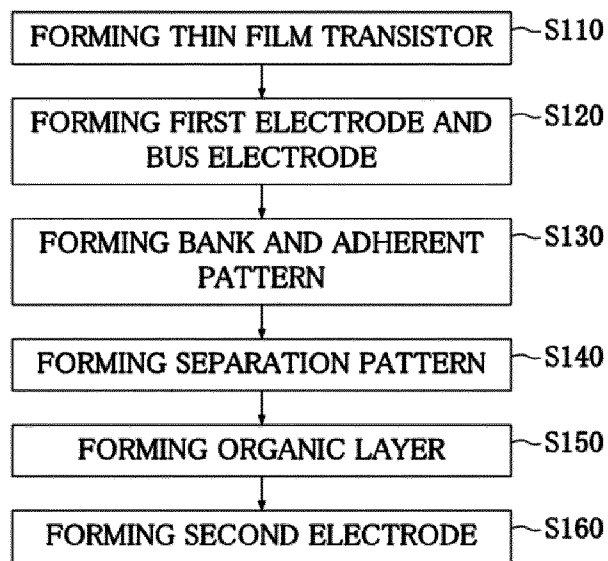 FORMING THIN FILM TRANSISTOR S110
FORMING FIRST ELECTRODE AND S120
BUS ELECTRODE
FORMING BANK AND ADHERENT S130
PATTERN
FORMING SEPARATION PATTERN S140
FORMING ORGANIC LAYER S150
FORMING SECOND ELECTRODE S160